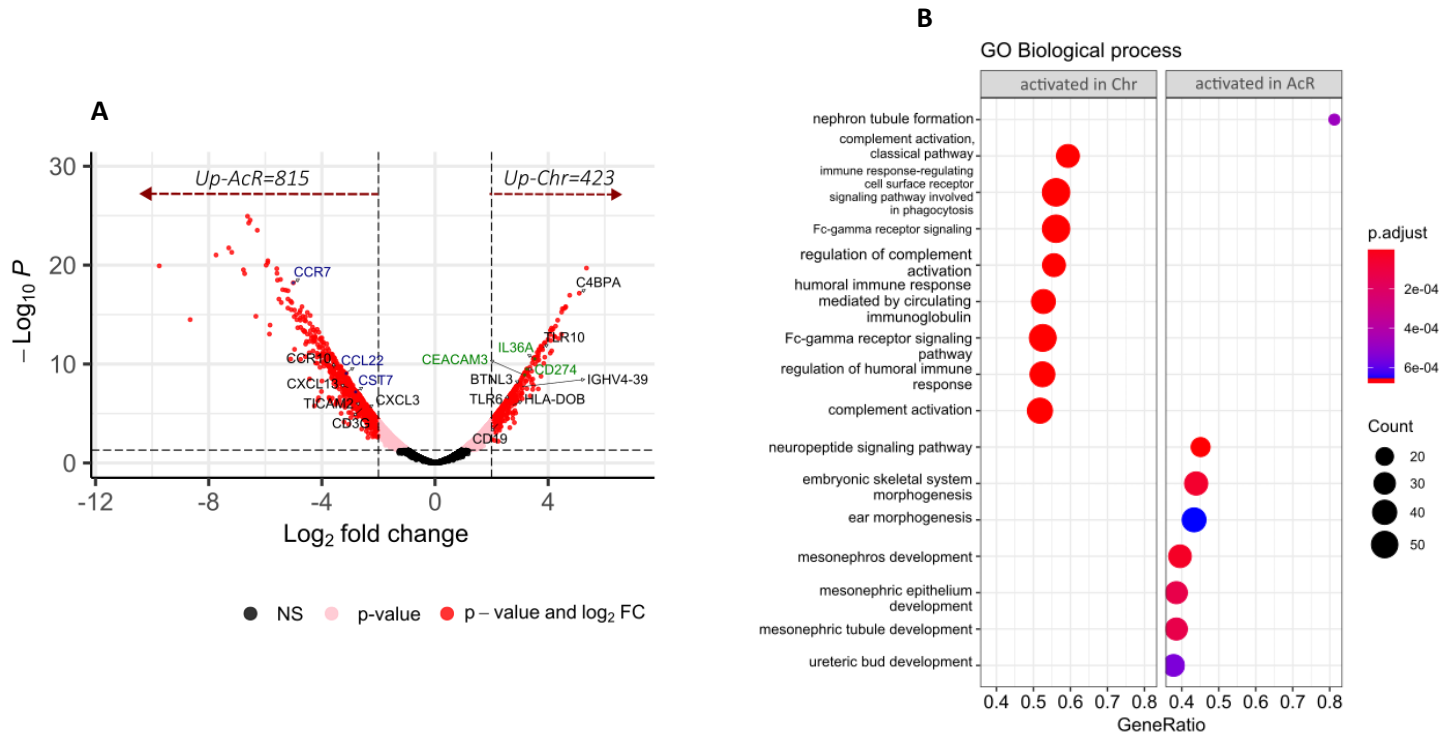 A
30
20
10
0
− Log10 P
Up-AcR=815
Up-Chr=423
CCR7
C4BPA
TLR10
IL36A
CEACAM3
CD274
CCR10
CCL22
BTNL3
IGHV4-39
CXCL13
CST7
TICAM2
CXCL3
TLR6
HLA-DOB
CD3G
CD19
-12
-8
-4
0
4
Log2 fold change
NS
p-value
p – value and log2 FC
B
GO Biological process
activated in Chr
activated in AcR
nephron tubule formation
complement activation,
classical pathway
immune response-regulating
cell surface receptor
signaling pathway involved
in phagocytosis
Fc-gamma receptor signaling
regulation of complement
activation
humoral immune response
mediated by circulating
immunoglobulin
Fc-gamma receptor signaling
pathway
regulation of humoral immune
response
complement activation
neuropeptide signaling pathway
embryonic skeletal system
morphogenesis
ear morphogenesis
mesonephros development
mesonephric epithelium
development
mesonephric tubule development
ureteric bud development
0.4 0.5 0.6 0.7 0.8
0.4 0.5 0.6 0.7 0.8
GeneRatio
p.adjust
2e-04
4e-04
6e-04
Count
20
30
40
50